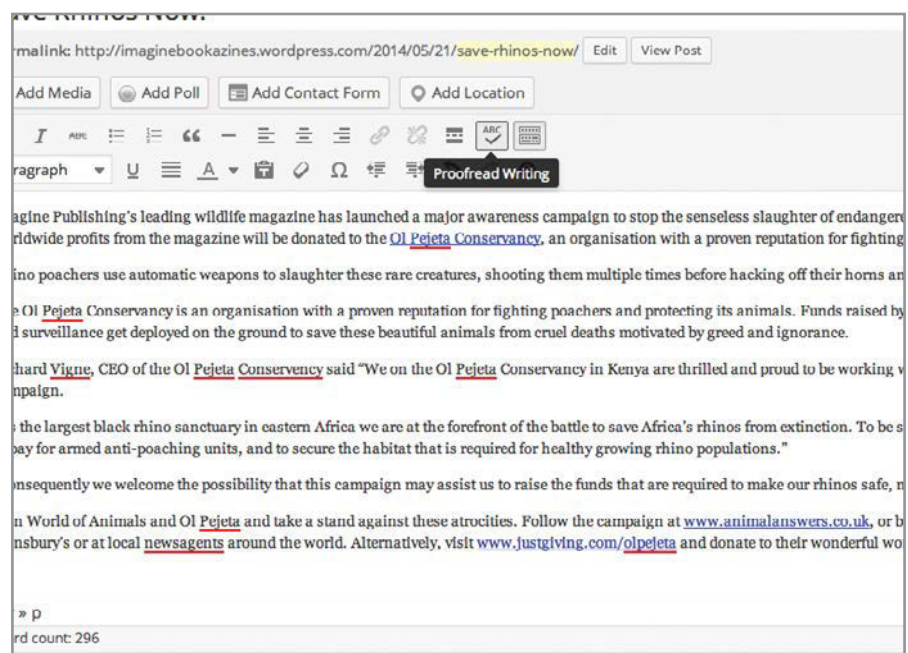 ave Rhinos Now!
rmalink: http://imaginebookazines.wordpress.com/2014/05/21/save-rhinos-now/ Edit View Post
Add Media Add Poll Add Contact Form Add Location
I ABC ABC
ragraph U A Ω
Proofread Writing
agine Publishing's leading wildlife magazine has launched a major awareness campaign to stop the senseless slaughter of endangere
rldwide profits from the magazine will be donated to the Ol Pejeta Conservancy, an organisation with a proven reputation for fighting
ino poachers use automatic weapons to slaughter these rare creatures, shooting them multiple times before hacking off their horns an
e Ol Pejeta Conservancy is an organisation with a proven reputation for fighting poachers and protecting its animals. Funds raised by
d surveillance get deployed on the ground to save these beautiful animals from cruel deaths motivated by greed and ignorance.
chard Vigne, CEO of the Ol Pejeta Conservency said “We on the Ol Pejeta Conservancy in Kenya are thrilled and proud to be working w
mpaign.
s the largest black rhino sanctuary in eastern Africa we are at the forefront of the battle to save Africa's rhinos from extinction. To be s
pay for armed anti-poaching units, and to secure the habitat that is required for healthy growing rhino populations.”
onsequently we welcome the possibility that this campaign may assist us to raise the funds that are required to make our rhinos safe, n
n World of Animals and Ol Pejeta and take a stand against these atrocities. Follow the campaign at www.animalanswers.co.uk, or b
insbury's or at local newsagents around the world. Alternatively, visit www.justgiving.com/olpejeta and donate to their wonderful wo
» p
rd count: 296